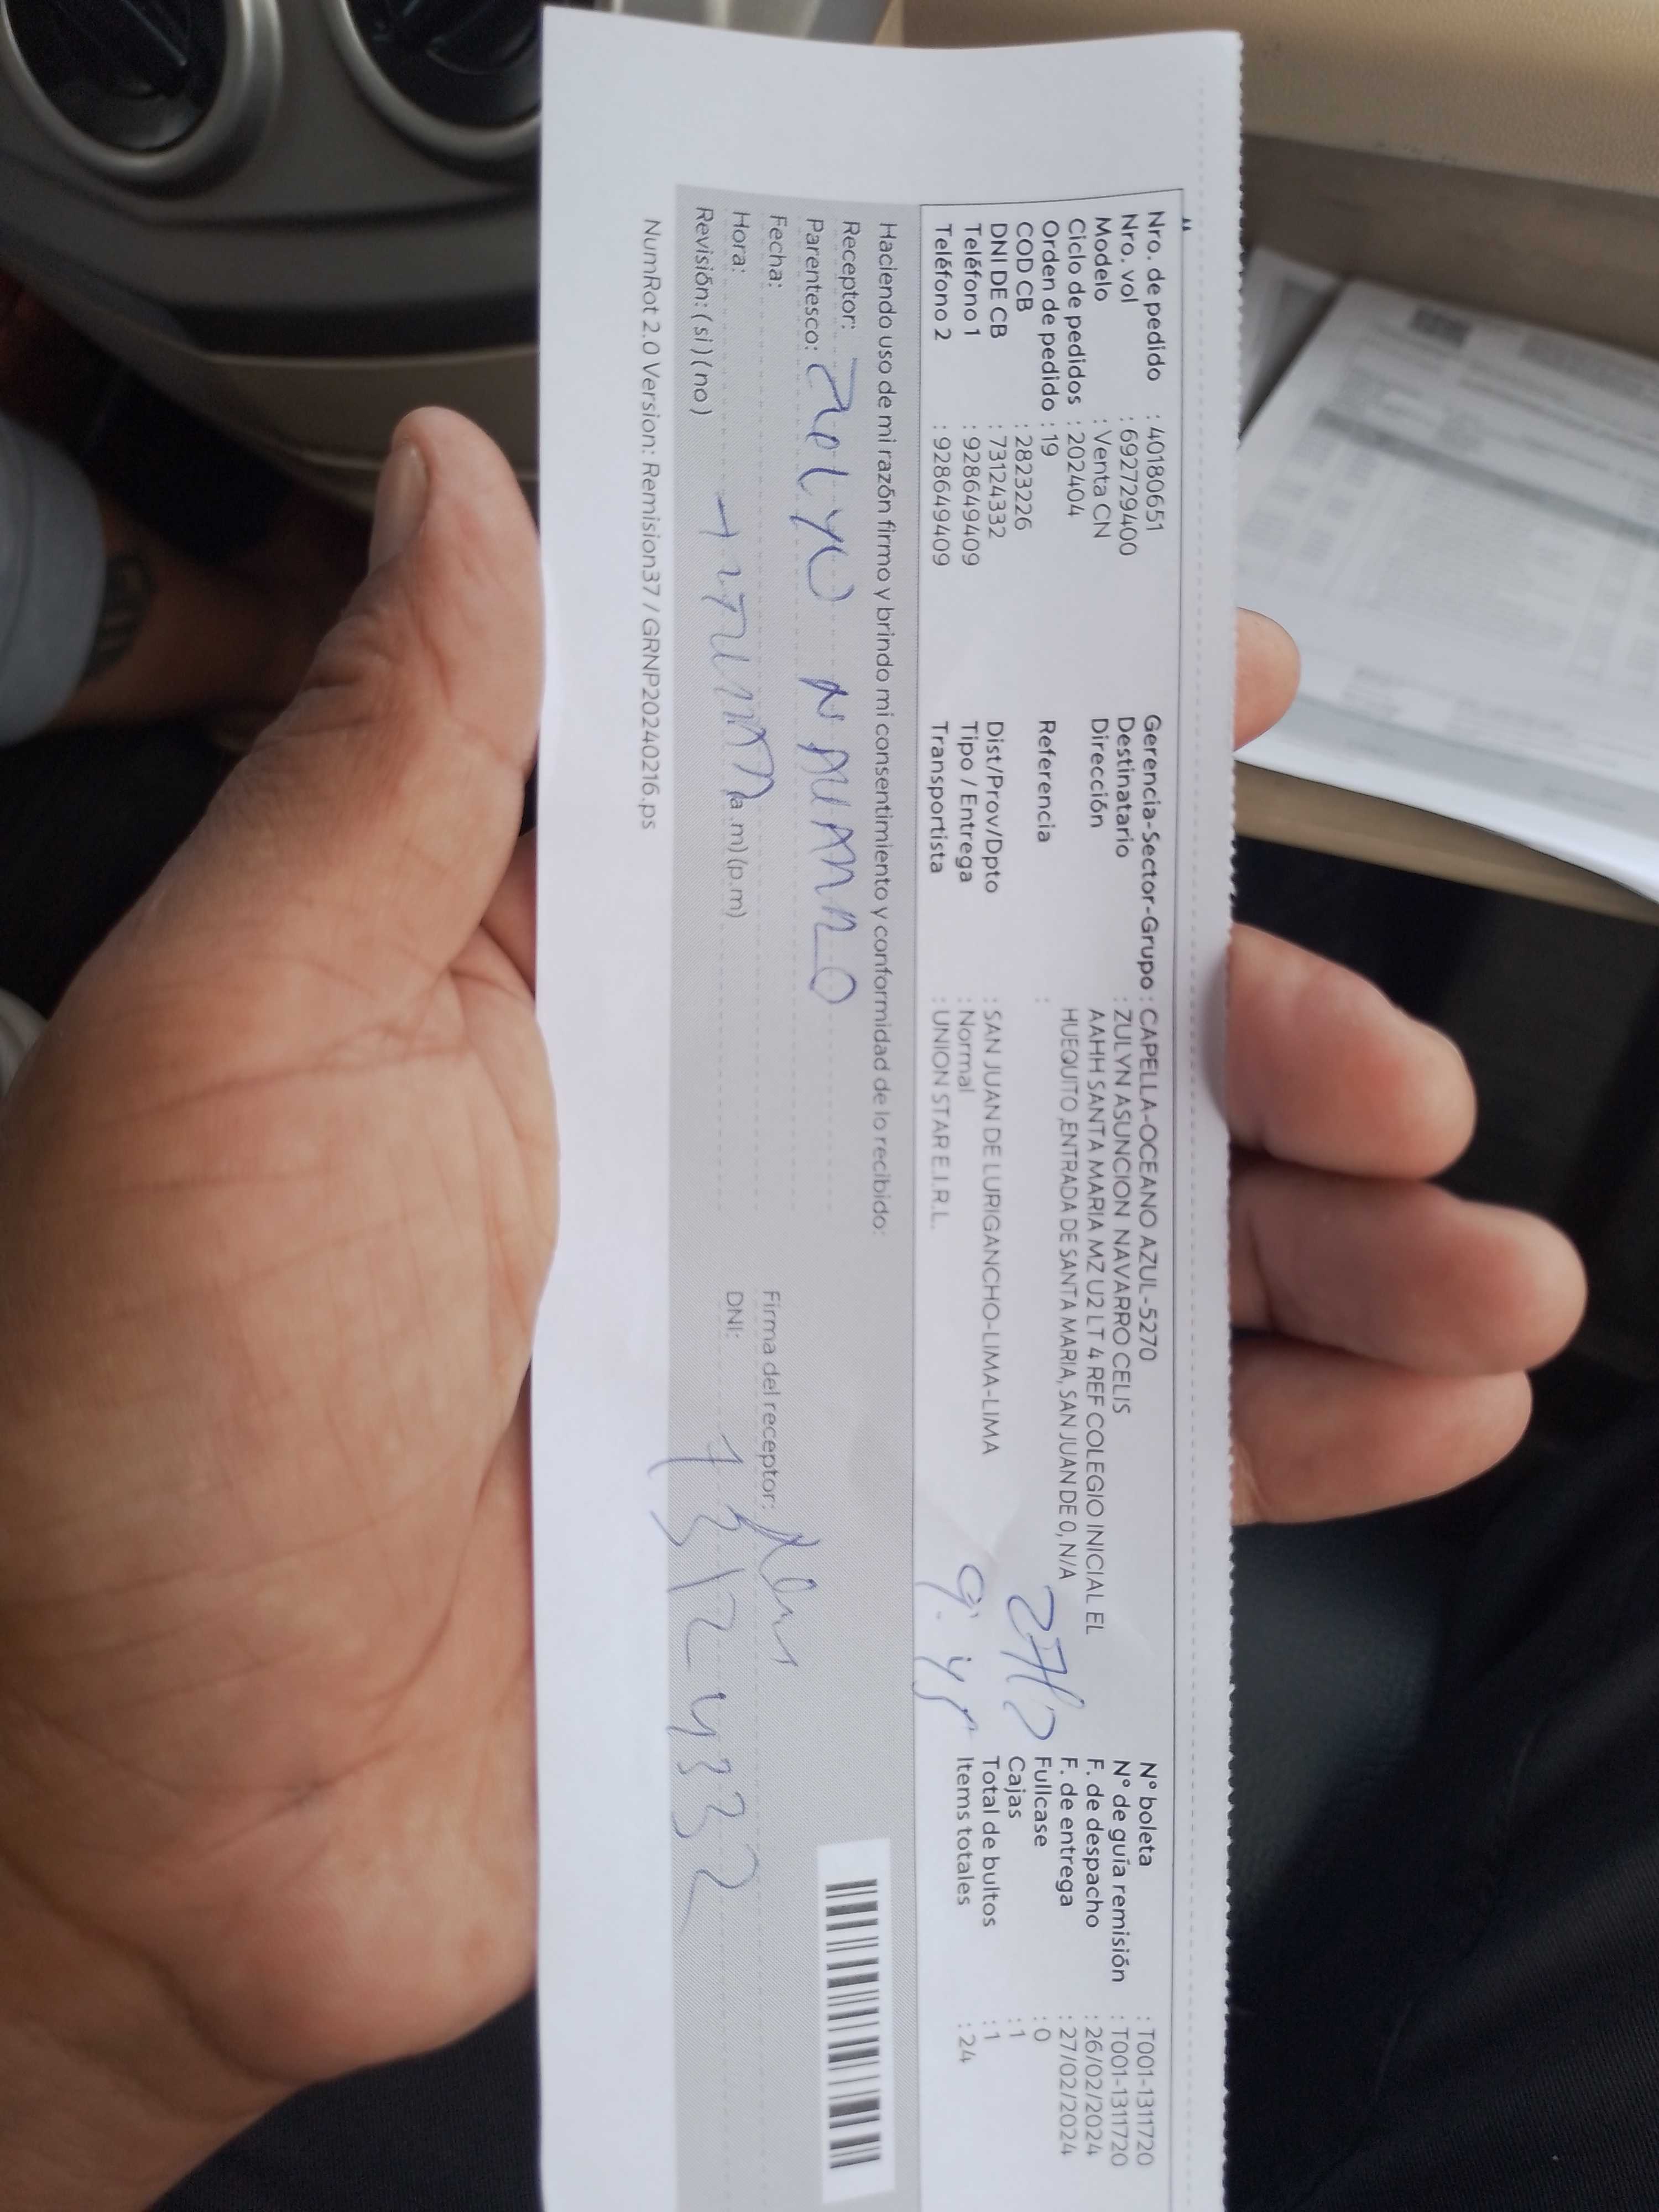 Nro. de pedido : 40180651
Nro. vol : 692729400
Modelo : Venta CN
Ciclo de pedidos : 202404
Orden de pedido : 19
COD CB : 2823226
DNI DE CB : 73124332
Teléfono 1 : 928649409
Teléfono 2 : 928649409
Gerencia-Sector-Grupo : CAPELLA-OCEANO AZUL-5270
Destinatario : ZULYN ASUNCION NAVARRO CELIS
Dirección AAHH SANTA MARIA MZ U2 LT 4 REF COLEGIO INICIAL EL
HUEQUITO ,ENTRADA DE SANTA MARIA, SAN JUAN DE 0, N/A
Referencia :
Dist/Prov/Dpto : SAN JUAN DE LURIGANCHO-LIMA-LIMA
Tipo / Entrega : Normal
Transportista : UNION STAR E.I.R.L.
N° boleta : T001-1311720
N° de guía remisión : T001-1311720
F. de despacho : 26/02/2024
F. de entrega : 27/02/2024
Fullcase : 0
Cajas : 1
Total de bultos : 1
Items totales : 24
Haciendo uso de mi razón firmo y brindo mi consentimiento y conformidad de lo recibido:
Receptor:
Parentesco:
Fecha:
Hora: (a.m) (p.m)
Revisión: ( si ) ( no )
Firma del receptor:
DNI: 73124332
NumRot 2.0 Version: Remision37 / GRNP20240216.ps